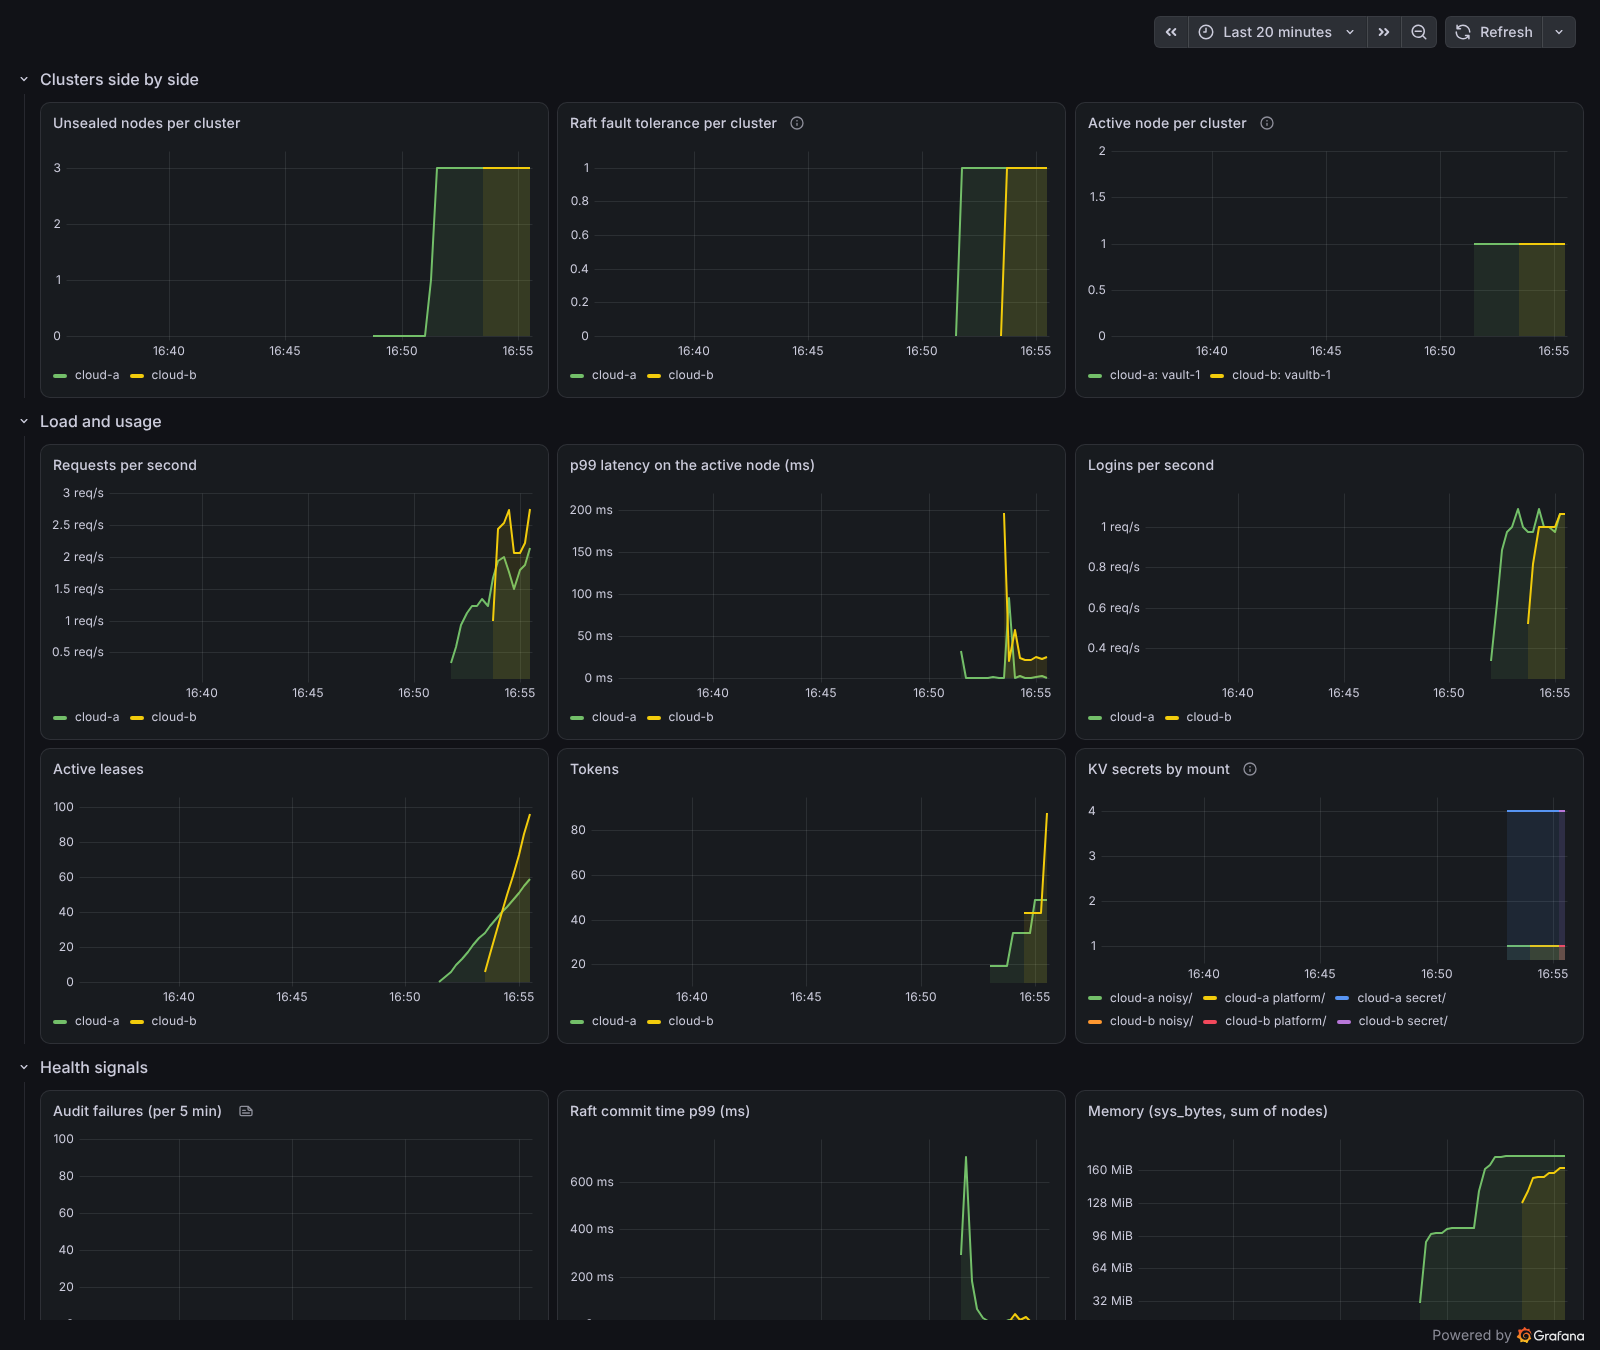 Last 20 minutes
Refresh
Clusters side by side
Unsealed nodes per cluster
3
2
1
0
16:40 16:45 16:50 16:55
cloud-a cloud-b
Raft fault tolerance per cluster
1
0.8
0.6
0.4
0.2
0
16:40 16:45 16:50 16:55
cloud-a cloud-b
Active node per cluster
2
1.5
1
0.5
0
16:40 16:45 16:50 16:55
cloud-a: vault-1 cloud-b: vaultb-1
Load and usage
Requests per second
3 req/s
2.5 req/s
2 req/s
1.5 req/s
1 req/s
0.5 req/s
16:40 16:45 16:50 16:55
cloud-a cloud-b
p99 latency on the active node (ms)
200 ms
150 ms
100 ms
50 ms
0 ms
16:40 16:45 16:50 16:55
cloud-a cloud-b
Logins per second
1 req/s
0.8 req/s
0.6 req/s
0.4 req/s
16:40 16:45 16:50 16:55
cloud-a cloud-b
Active leases
100
80
60
40
20
0
16:40 16:45 16:50 16:55
cloud-a cloud-b
Tokens
80
60
40
20
16:40 16:45 16:50 16:55
cloud-a cloud-b
KV secrets by mount
4
3
2
1
16:40 16:45 16:50 16:55
cloud-a noisy/ cloud-a platform/ cloud-a secret/
cloud-b noisy/ cloud-b platform/ cloud-b secret/
Health signals
Audit failures (per 5 min)
100
80
60
40
20
Raft commit time p99 (ms)
600 ms
400 ms
200 ms
Memory (sys_bytes, sum of nodes)
160 MiB
128 MiB
96 MiB
64 MiB
32 MiB
Powered by Grafana